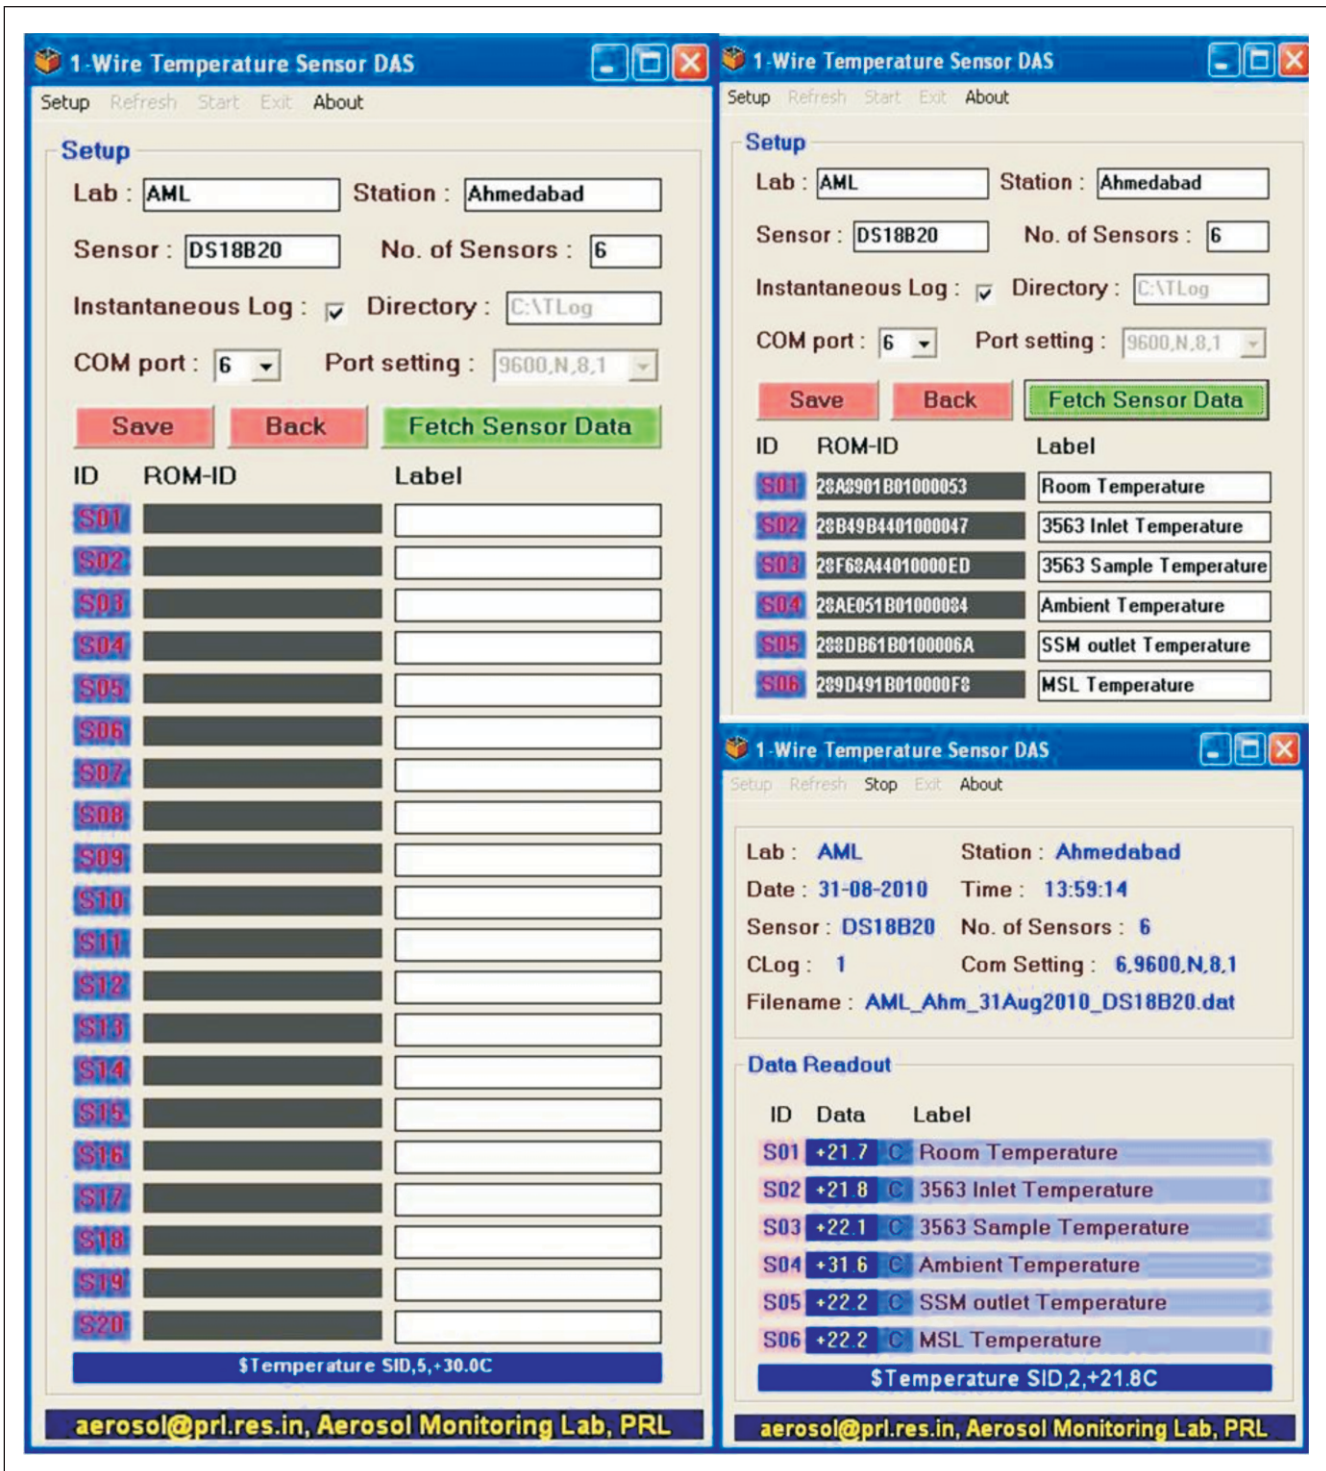 1-Wire Temperature Sensor DAS
Setup Refresh Start Exit About
Setup
Lab : AML Station : Ahmedabad
Sensor : DS18B20 No. of Sensors : 6
Instantaneous Log : Directory : C:\TLog
COM port : 6 Port setting : 9600,N,8,1
Save Back Fetch Sensor Data
ID ROM-ID Label
S01
S02
S03
S04
S05
S06
S07
S08
S09
S10
S11
S12
S13
S14
S15
S16
S17
S18
S19
S20
$Temperature SID,5,+30.0C
aerosol@prl.res.in, Aerosol Monitoring Lab, PRL
1-Wire Temperature Sensor DAS
Setup Refresh Start Exit About
Setup
Lab : AML Station : Ahmedabad
Sensor : DS18B20 No. of Sensors : 6
Instantaneous Log : Directory : C:\TLog
COM port : 6 Port setting : 9600,N,8,1
Save Back Fetch Sensor Data
ID ROM-ID Label
S01 28A8901B01000053 Room Temperature
S02 28B49B4401000047 3563 Inlet Temperature
S03 28F68A44010000ED 3563 Sample Temperature
S04 28AE051B01000084 Ambient Temperature
S05 288DB61B0100006A SSM outlet Temperature
S06 289D491B010000F8 MSL Temperature
1-Wire Temperature Sensor DAS
Setup Refresh Stop Exit About
Lab : AML Station : Ahmedabad
Date : 31-08-2010 Time : 13:59:14
Sensor : DS18B20 No. of Sensors : 6
CLog : 1 Com Setting : 6,9600,N,8,1
Filename : AML_Ahm_31Aug2010_DS18B20.dat
Data Readout
ID Data Label
S01 +21.7 C Room Temperature
S02 +21.8 C 3563 Inlet Temperature
S03 +22.1 C 3563 Sample Temperature
S04 +31.6 C Ambient Temperature
S05 +22.2 C SSM outlet Temperature
S06 +22.2 C MSL Temperature
$Temperature SID,2,+21.8C
aerosol@prl.res.in, Aerosol Monitoring Lab, PRL